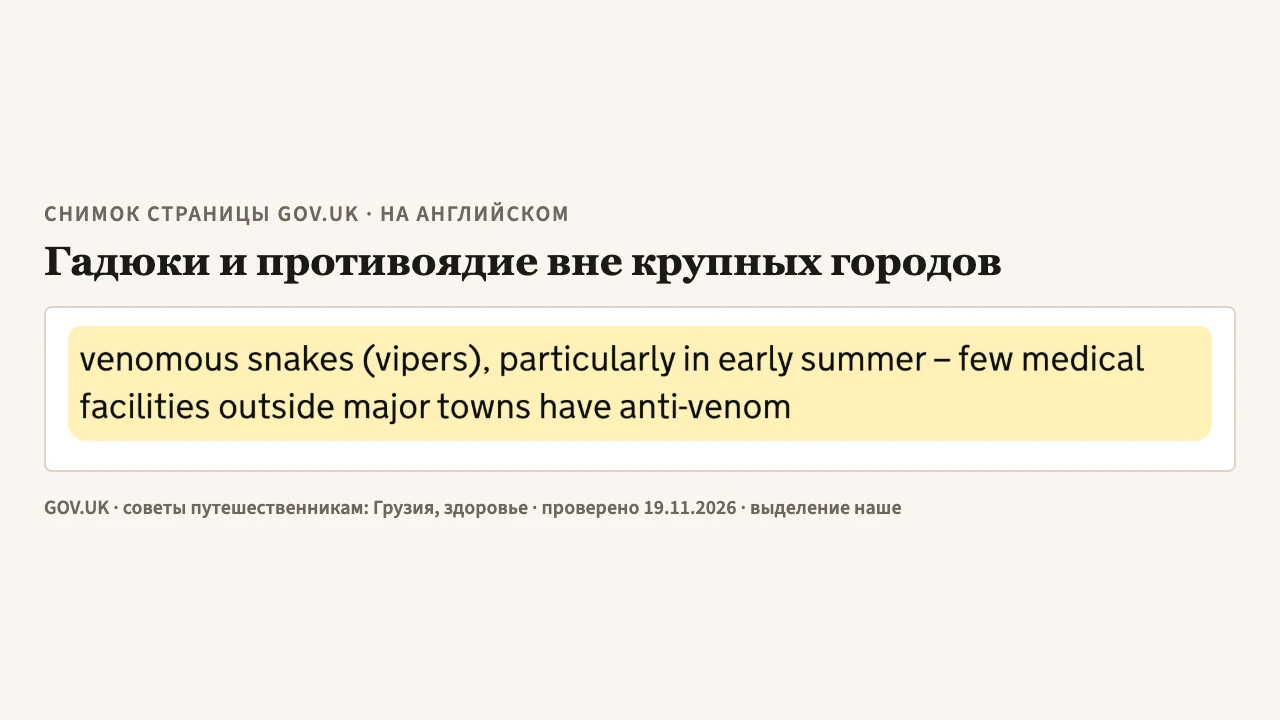 СНИМОК СТРАНИЦЫ GOV.UK · НА АНГЛИЙСКОМ
Гадюки и противоядие вне крупных городов
venomous snakes (vipers), particularly in early summer – few medical
facilities outside major towns have anti-venom
GOV.UK · советы путешественникам: Грузия, здоровье · проверено 19.11.2026 · выделение наше